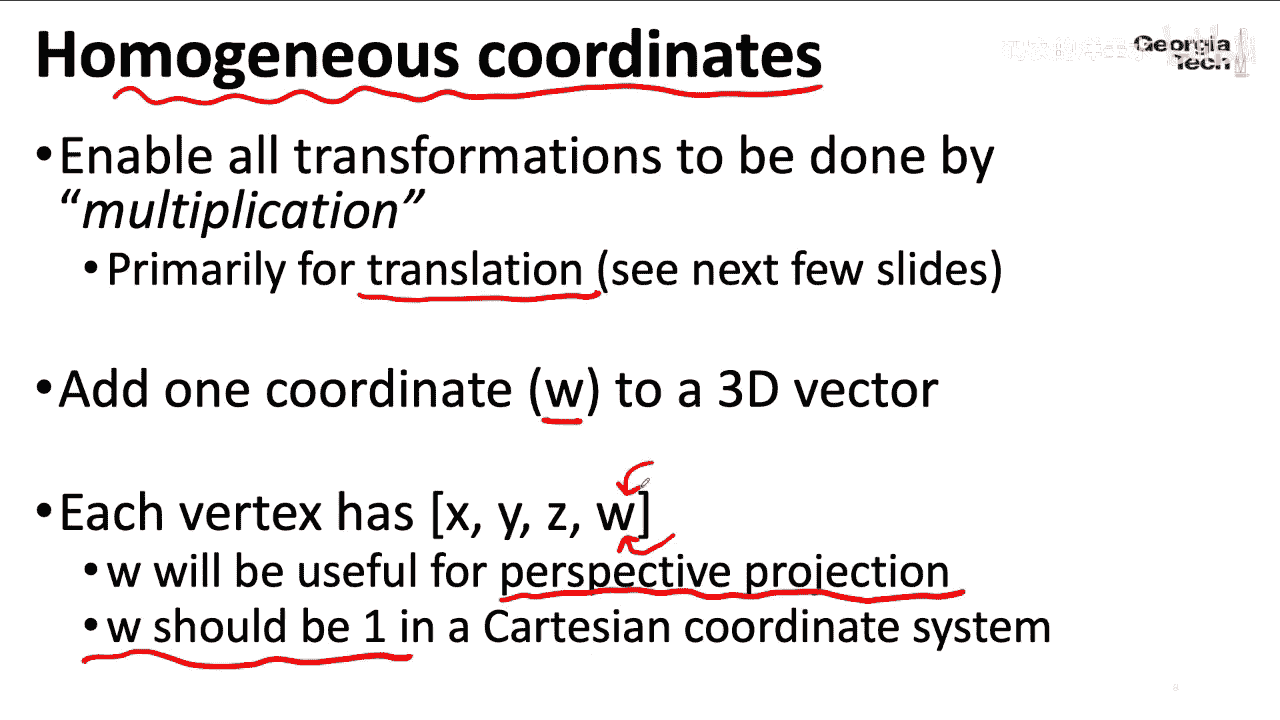 Homogeneous coordinates
Georgia
Tech
•Enable all transformations to be done by
“multiplication”
•Primarily for translation (see next few slides)
•Add one coordinate (w) to a 3D vector
•Each vertex has [x, y, z, w]
•w will be useful for perspective projection
•w should be 1 in a Cartesian coordinate system